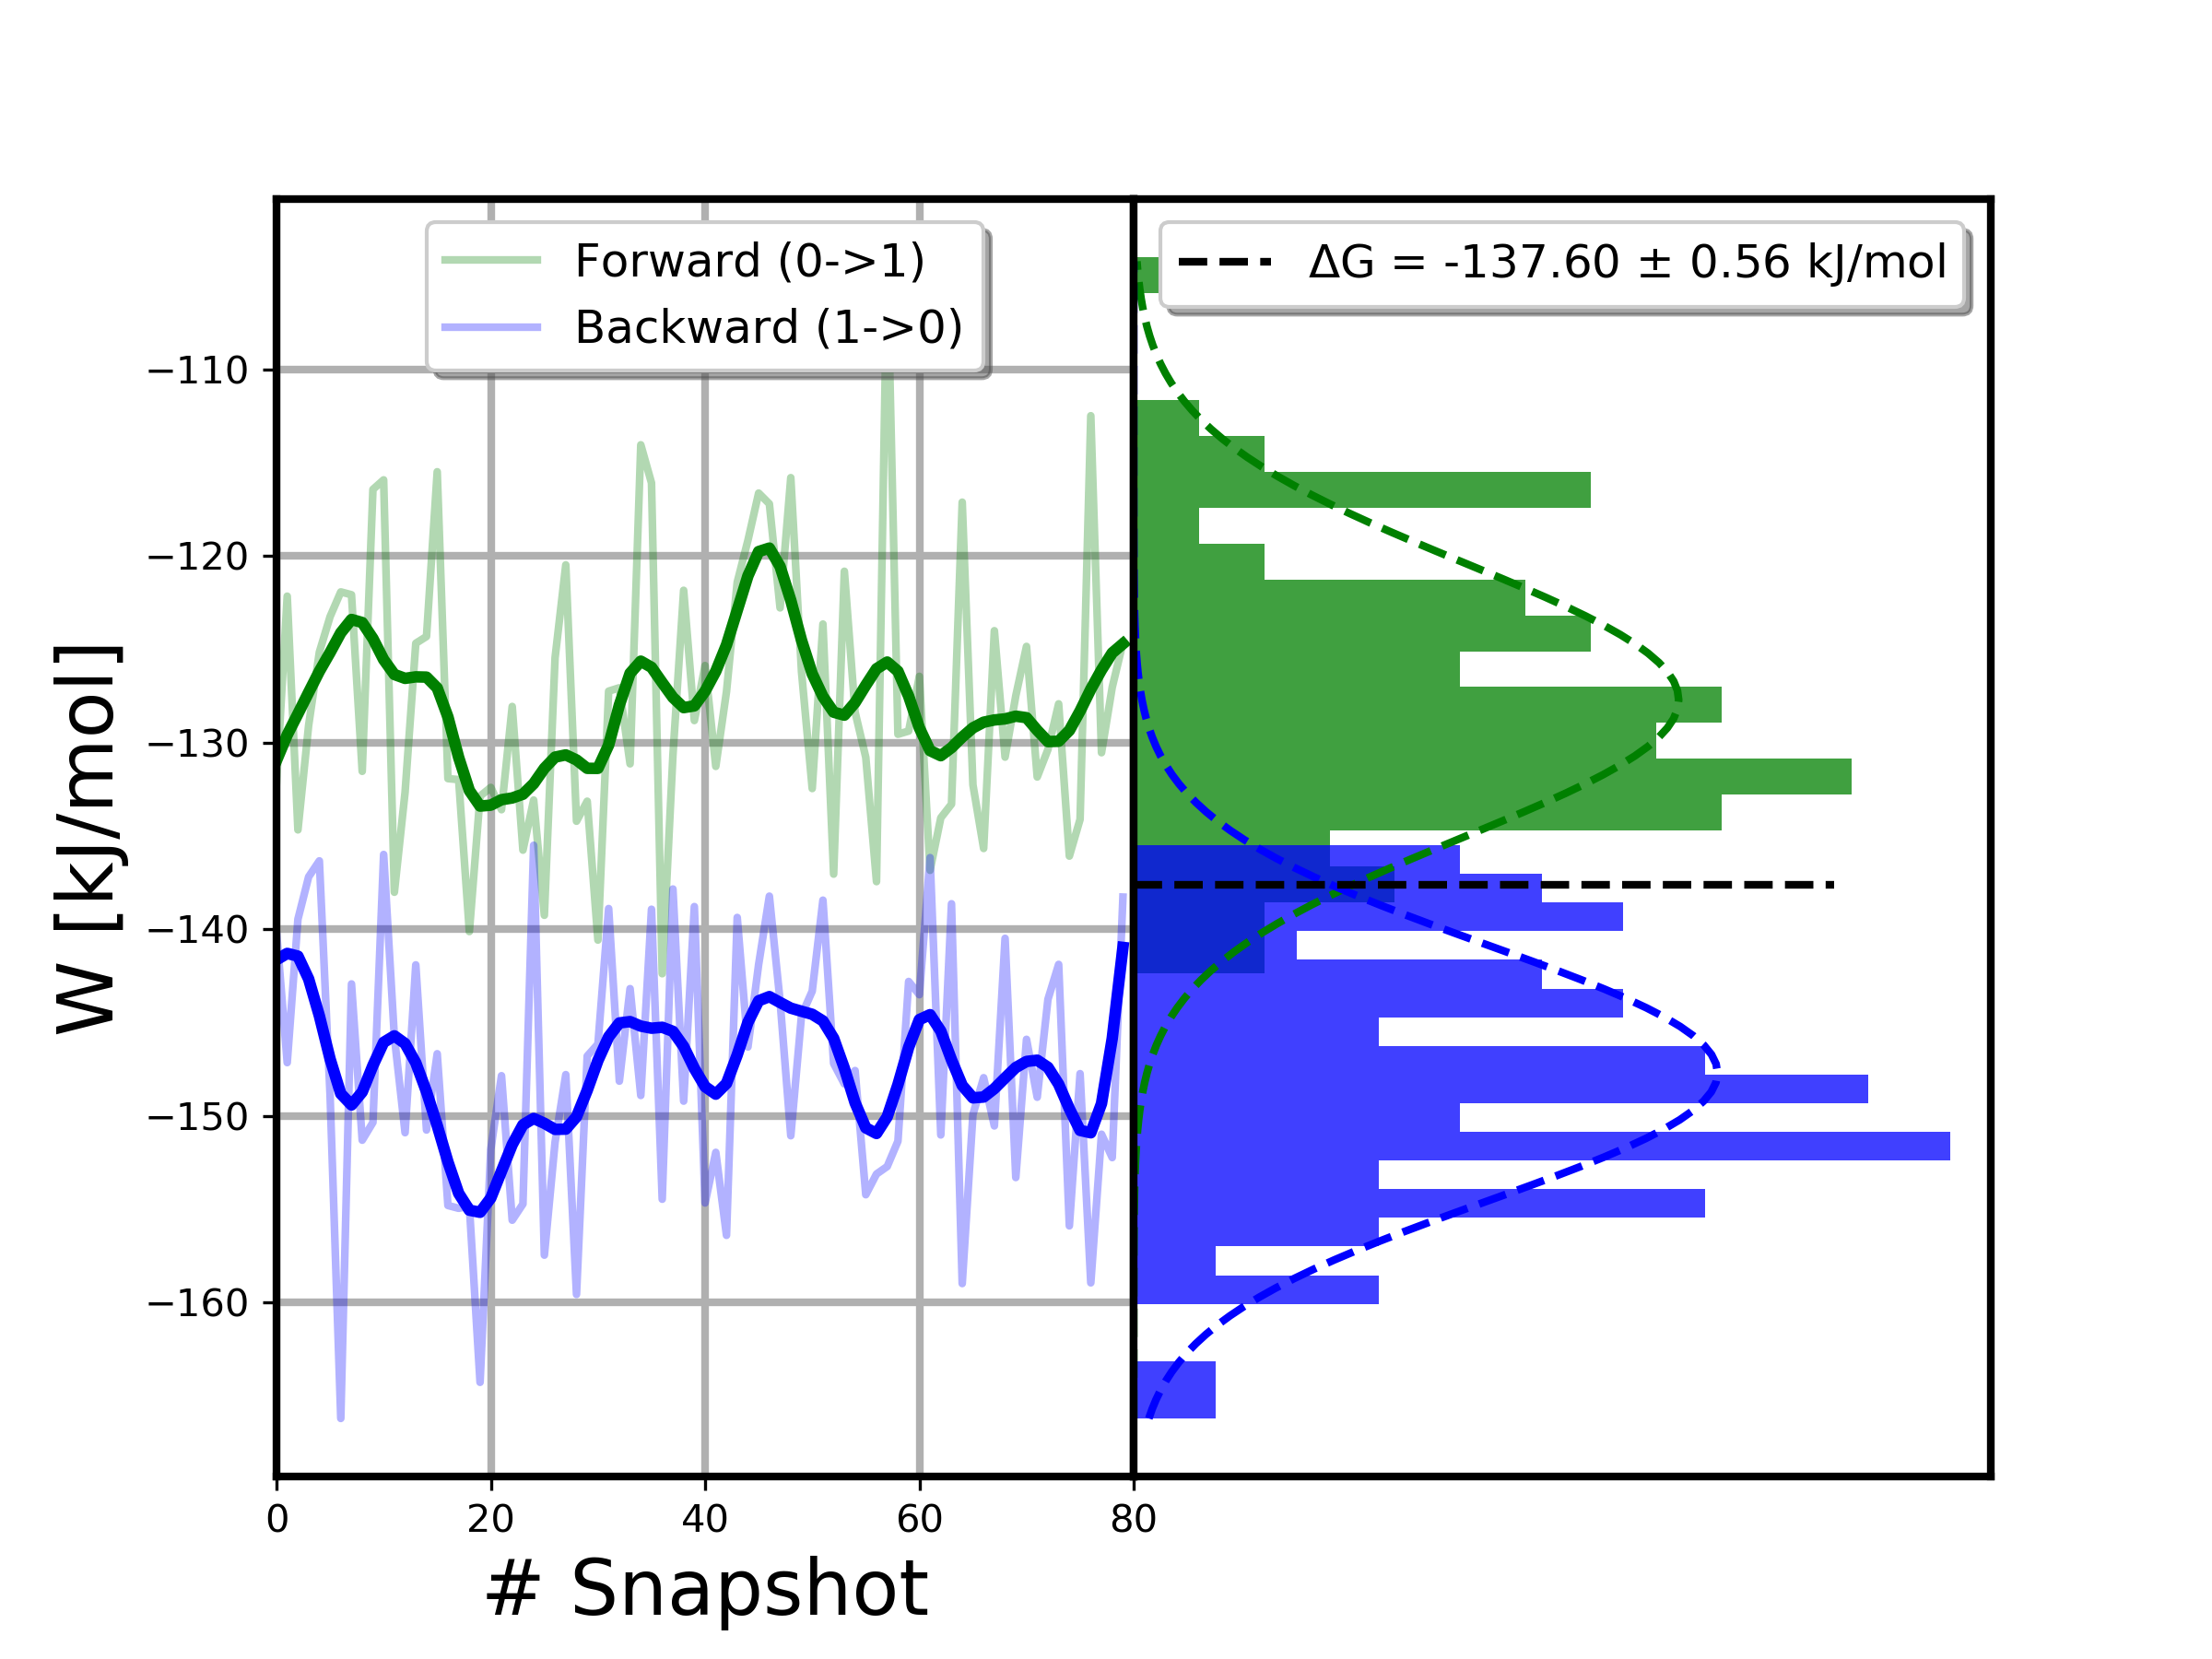 Forward (0->1)
Backward (1->0)
ΔG = -137.60 ± 0.56 kJ/mol
−110
−120
−130
−140
−150
−160
W [kJ/mol]
0
20
40
60
80
# Snapshot